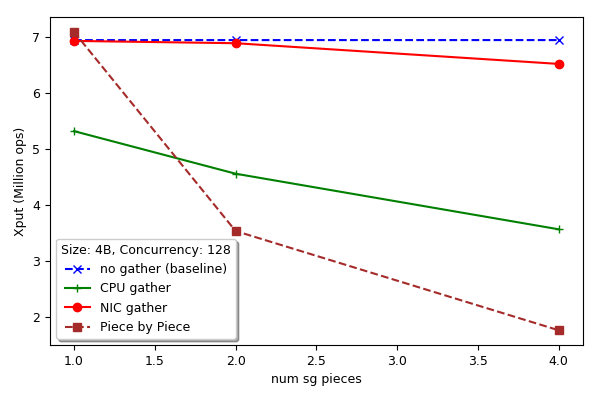 7
6
5
4
3
2
Xput (Million ops)
Size: 4B, Concurrency: 128
no gather (baseline)
CPU gather
NIC gather
Piece by Piece
1.0 1.5 2.0 2.5 3.0 3.5 4.0
num sg pieces